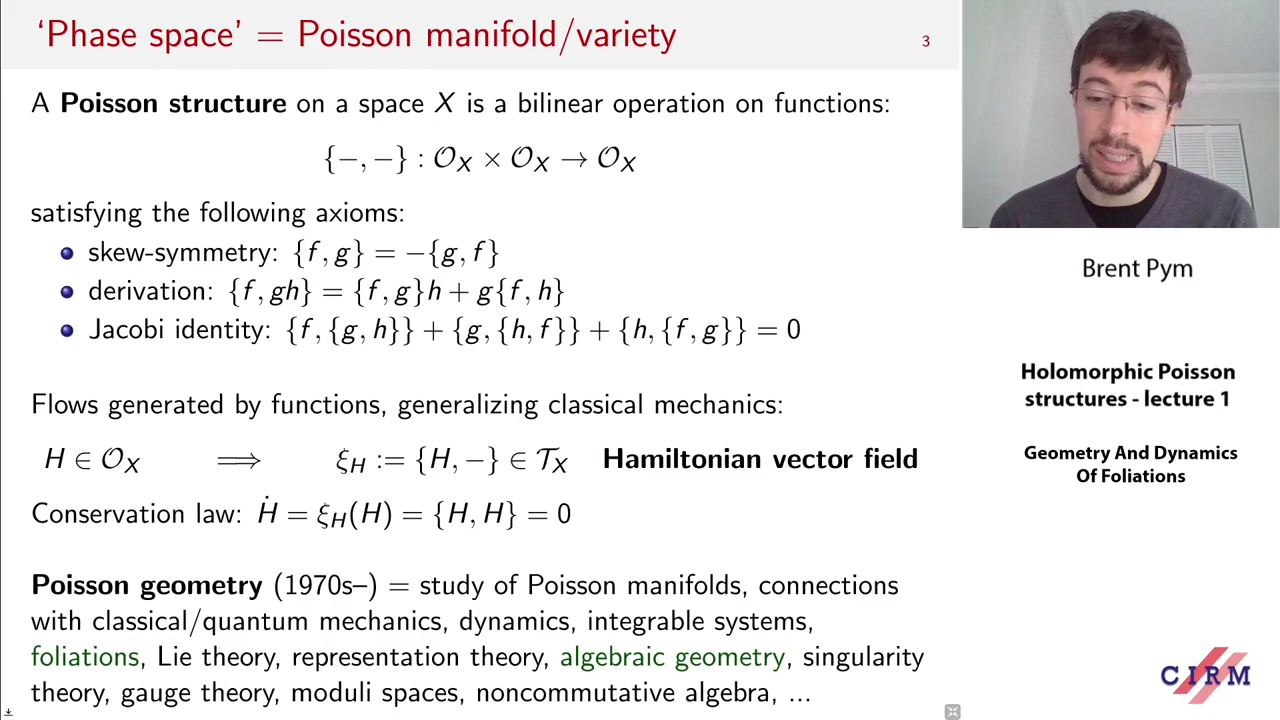 ‘Phase space’ = Poisson manifold/variety
3
A Poisson structure on a space X is a bilinear operation on functions:
{−, −} : 𝒪_X × 𝒪_X → 𝒪_X
satisfying the following axioms:
skew-symmetry: {f, g} = −{g, f}
derivation: {f, gh} = {f, g}h + g{f, h}
Jacobi identity: {f, {g, h}} + {g, {h, f}} + {h, {f, g}} = 0
Flows generated by functions, generalizing classical mechanics:
H ∈ 𝒪_X ⟹ ξ_H := {H, −} ∈ 𝒯_X Hamiltonian vector field
Conservation law: Ḣ = ξ_H(H) = {H, H} = 0
Poisson geometry (1970s–) = study of Poisson manifolds, connections
with classical/quantum mechanics, dynamics, integrable systems,
foliations, Lie theory, representation theory, algebraic geometry, singularity
theory, gauge theory, moduli spaces, noncommutative algebra, ...
Brent Pym
Holomorphic Poisson
structures - lecture 1
Geometry And Dynamics
Of Foliations
CIRM